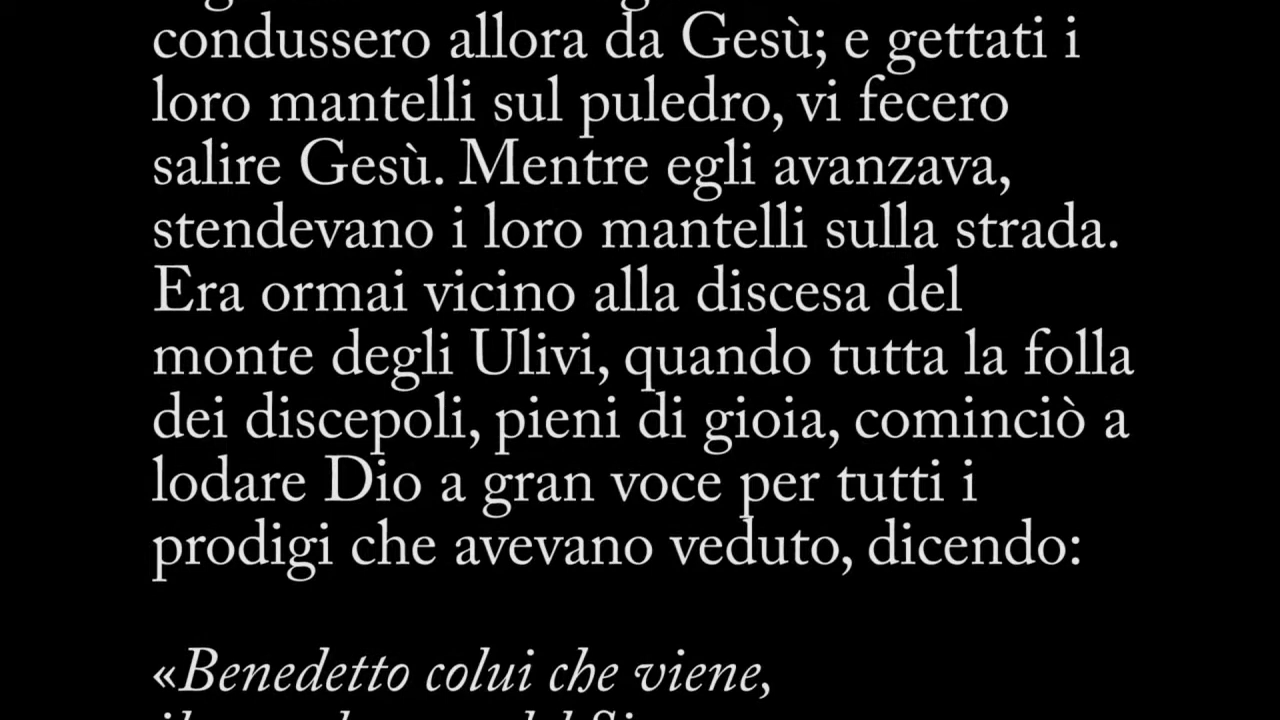 condussero allora da Gesù; e gettati i
loro mantelli sul puledro, vi fecero
salire Gesù. Mentre egli avanzava,
stendevano i loro mantelli sulla strada.
Era ormai vicino alla discesa del
monte degli Ulivi, quando tutta la folla
dei discepoli, pieni di gioia, cominciò a
lodare Dio a gran voce per tutti i
prodigi che avevano veduto, dicendo:
«Benedetto colui che viene,